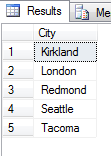 Results Me
City
1 Kirkland
2 London
3 Redmond
4 Seattle
5 Tacoma